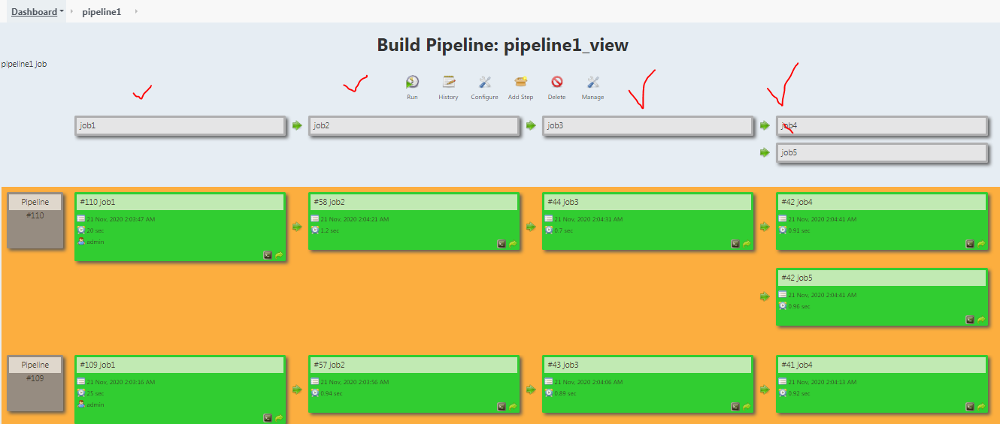 Dashboard pipeline1
Build Pipeline: pipeline1_view
pipeline1 job
Run History Configure Add Step Delete Manage
job1 job2 job3 job4
job5
Pipeline #110 job1 #58 job2 #44 job3 #42 job4
#110 21 Nov, 2020 2:03:47 AM 21 Nov, 2020 2:04:21 AM 21 Nov, 2020 2:04:31 AM 21 Nov, 2020 2:04:41 AM
20 sec 1.2 sec 0.7 sec 0.91 sec
admin
#42 job5
21 Nov, 2020 2:04:41 AM
0.96 sec
Pipeline #109 job1 #57 job2 #43 job3 #41 job4
#109 21 Nov, 2020 2:03:16 AM 21 Nov, 2020 2:03:56 AM 21 Nov, 2020 2:04:06 AM 21 Nov, 2020 2:04:13 AM
25 sec 0.94 sec 0.89 sec 0.92 sec
admin